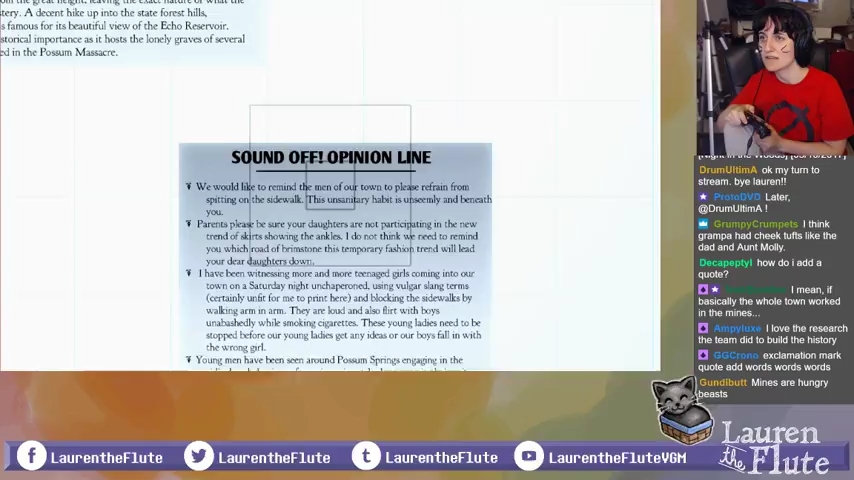 stery. A decent hike up into the state forest hills,
s famous for its beautiful view of the Echo Reservoir.
storical importance as it hosts the lonely graves of several
ed in the Possum Massacre.
SOUND OFF! OPINION LINE
We would like to remind the men of our town to please refrain from
spitting on the sidewalk. This unsanitary habit is unseemly and beneath
you.
Parents please be sure your daughters are not participating in the new
trend of skirts showing the ankles. I do not think we need to remind
you which road of brimstone this temporary fashion trend will lead
your dear daughters down.
I have been witnessing more and more teenaged girls coming into our
town on a Saturday night unchaperoned, using vulgar slang terms
(certainly unfit for me to print here) and blocking the sidewalks by
walking arm in arm. They are loud and also flirt with boys
unabashedly while smoking cigarettes. These young ladies need to be
stopped before our young ladies get any ideas or our boys fall in with
the wrong girl.
Young men have been seen around Possum Springs engaging in the
DrumUltimA ok my turn to
stream. bye lauren!!
ProtoDVD Later,
@DrumUltimA !
GrumpyCrumpets I think
grampa had cheek tufts like the
dad and Aunt Molly.
Decapeptyl how do i add a
quote?
I mean, if
basically the whole town worked
in the mines...
Ampyluxe I love the research
the team did to build the history
GGCrono exclamation mark
quote add words words words
Gundibutt Mines are hungry
beasts
Lauren
the Flute
LaurentheFlute
LaurentheFlute
LaurentheFlute
LaurentheFluteVGM